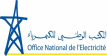 المكتب الوطني للكهرباء
Office National de l'Electricité